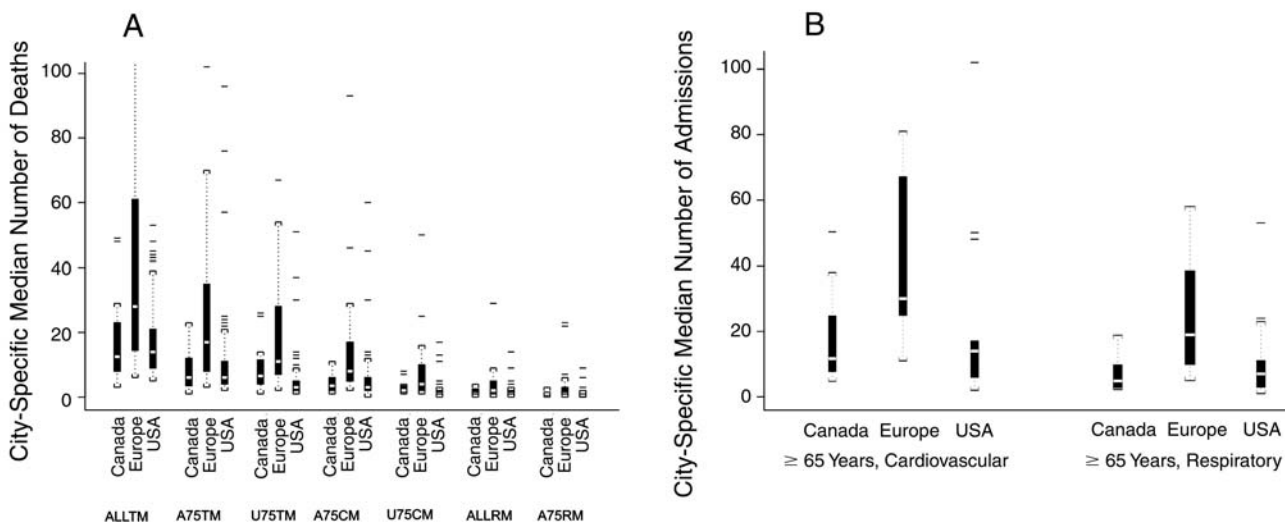 A
City-Specific Median Number of Deaths
100
80
60
40
20
0
Canada
Europe
USA
Canada
Europe
USA
Canada
Europe
USA
Canada
Europe
USA
Canada
Europe
USA
Canada
Europe
USA
Canada
Europe
USA
ALLTM A75TM U75TM A75CM U75CM ALLRM A75RM
B
City-Specific Median Number of Admissions
100
80
60
40
20
0
Canada Europe USA Canada Europe USA
≥ 65 Years, Cardiovascular ≥ 65 Years, Respiratory